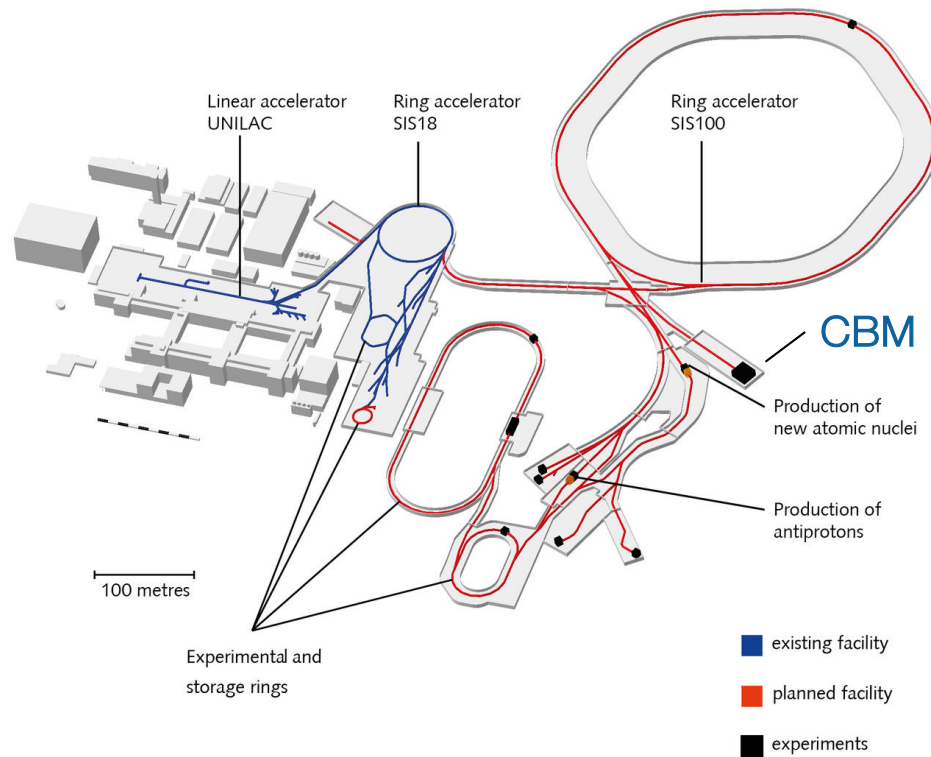 Linear accelerator
UNILAC
Ring accelerator
SIS18
Ring accelerator
SIS100
CBM
Production of
new atomic nuclei
Production of
antiprotons
100 metres
Experimental and
storage rings
existing facility
planned facility
experiments